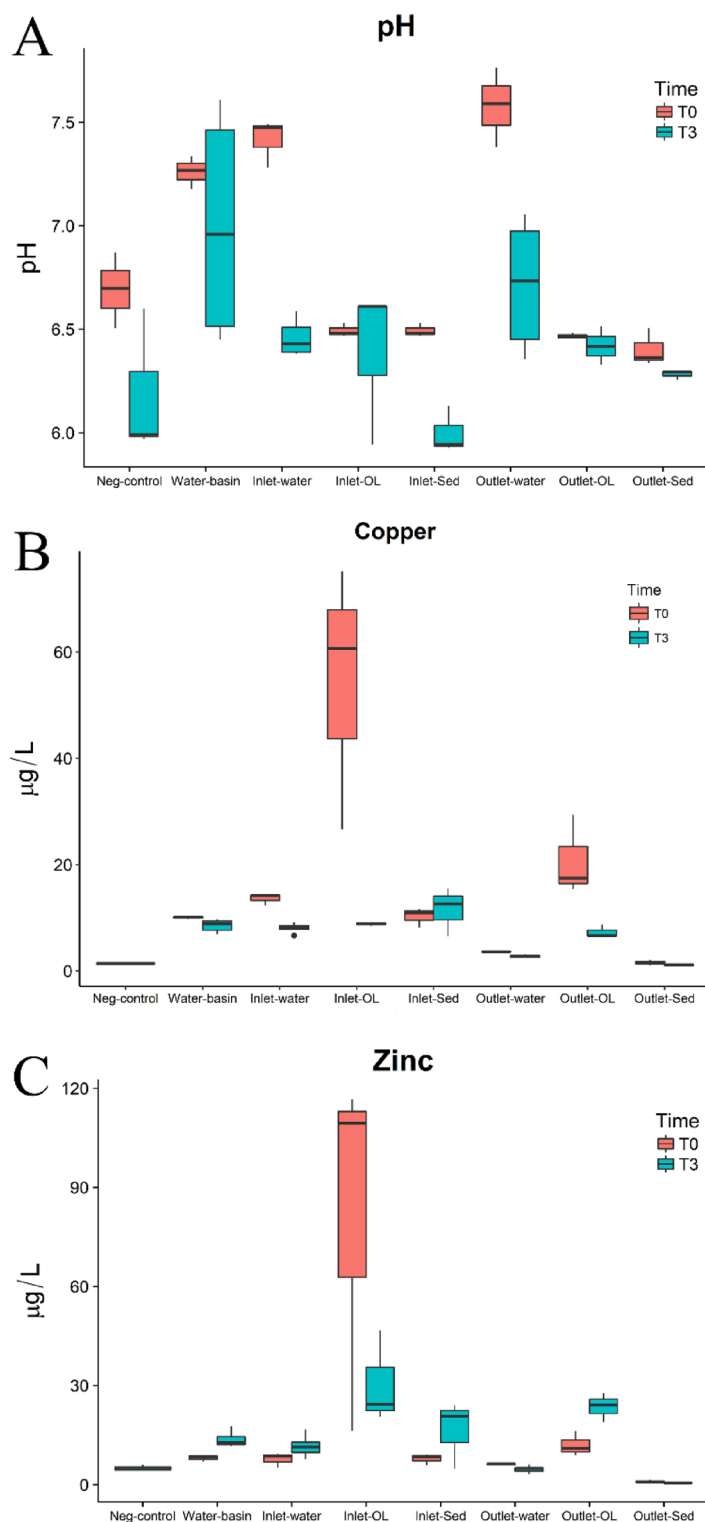 A
pH
Time
T0
T3
7.5
7.0
6.5
6.0
pH
Neg-control Water-basin Inlet-water Inlet-OL Inlet-Sed Outlet-water Outlet-OL Outlet-Sed
B
Copper
Time
T0
T3
60
40
20
0
µg/L
Neg-control Water-basin Inlet-water Inlet-OL Inlet-Sed Outlet-water Outlet-OL Outlet-Sed
C
Zinc
Time
T0
T3
120
90
60
30
0
µg/L
Neg-control Water-basin Inlet-water Inlet-OL Inlet-Sed Outlet-water Outlet-OL Outlet-Sed